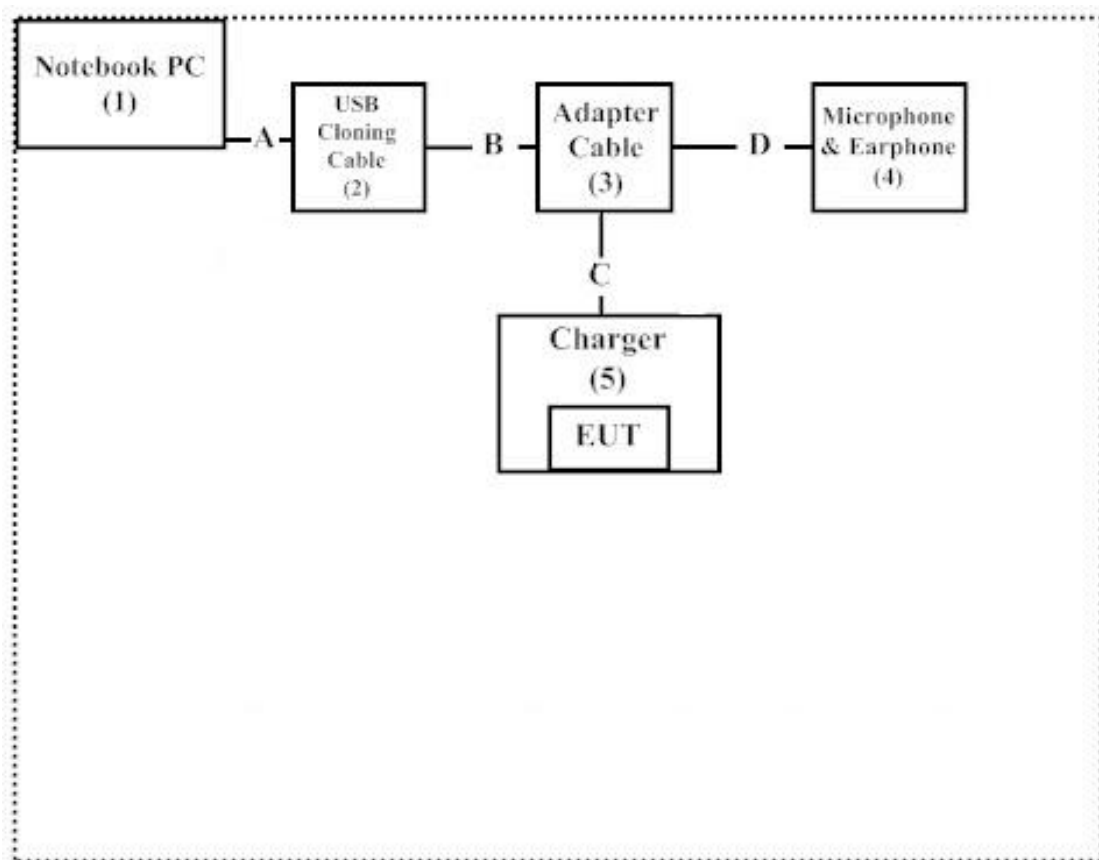 Notebook PC
(1)
A
USB
Cloning
Cable
(2)
B
Adapter
Cable
(3)
D
Microphone
& Earphone
(4)
C
Charger
(5)
EUT